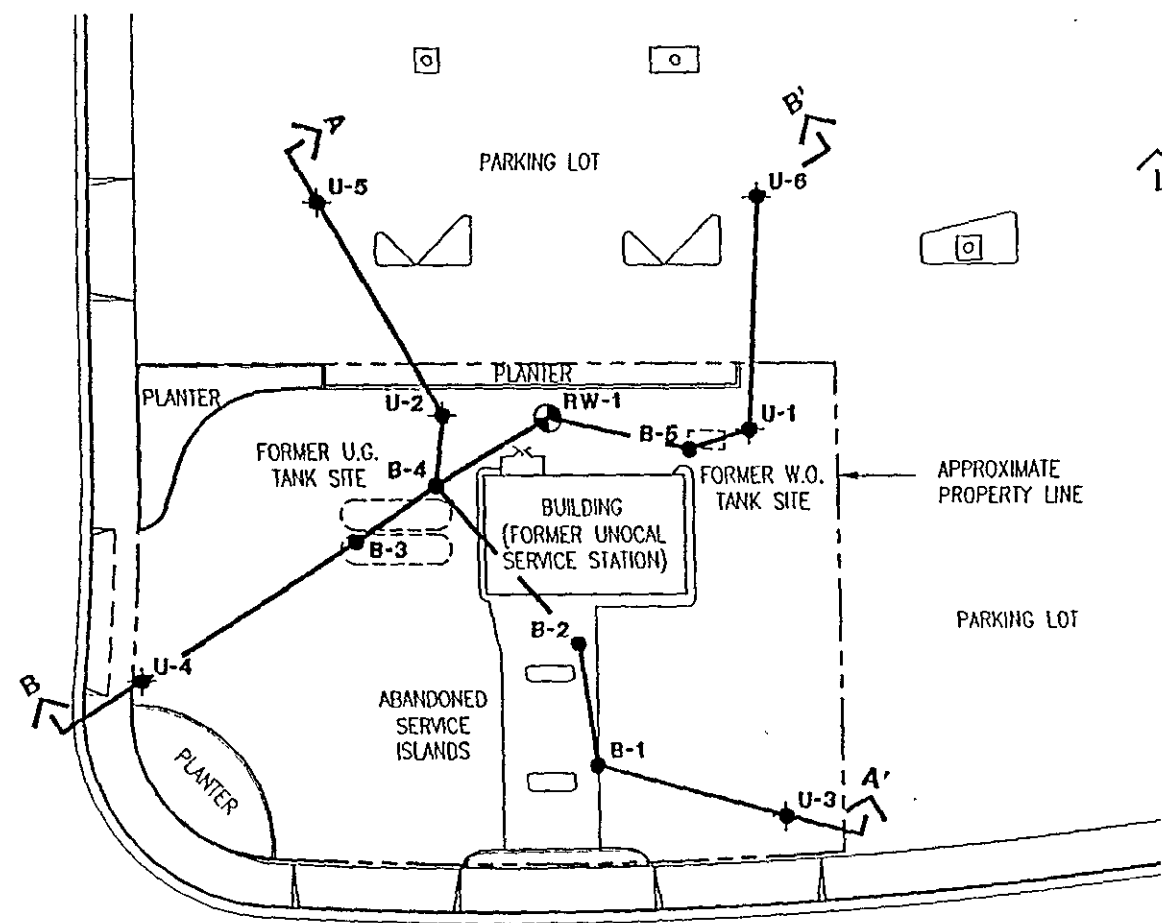 B'
A
PARKING LOT
U-5
U-6
PLANTER
PLANTER
U-2
RW-1
U-1
B-5
FORMER U.G.
TANK SITE
B-4
FORMER W.O.
TANK SITE
APPROXIMATE
PROPERTY LINE
BUILDING
(FORMER UNOCAL
SERVICE STATION)
B-3
B-2
PARKING LOT
U-4
B
ABANDONED
SERVICE
ISLANDS
B-1
PLANTER
A'
U-3